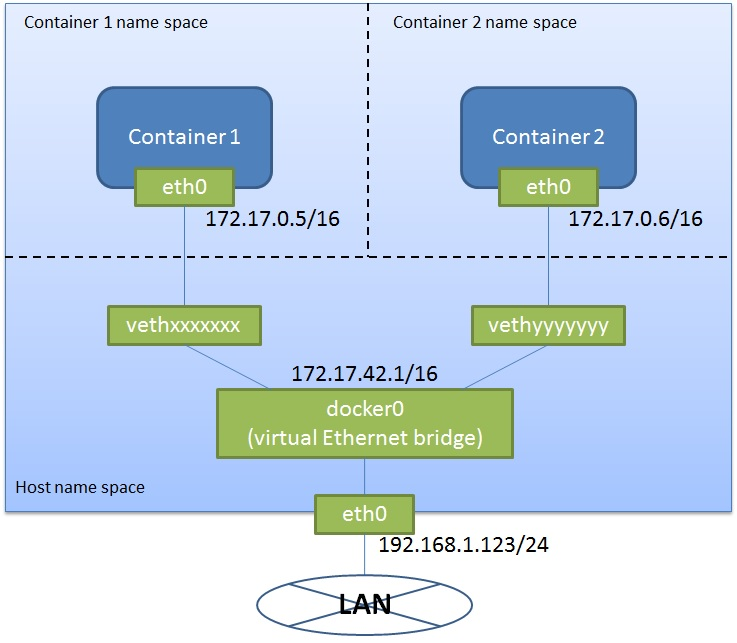 Container 1 name space
Container 2 name space
Container 1
Container 2
eth0
eth0
172.17.0.5/16
172.17.0.6/16
vethxxxxxxx
vethyyyyyyy
172.17.42.1/16
docker0
(virtual Ethernet bridge)
Host name space
eth0
192.168.1.123/24
LAN